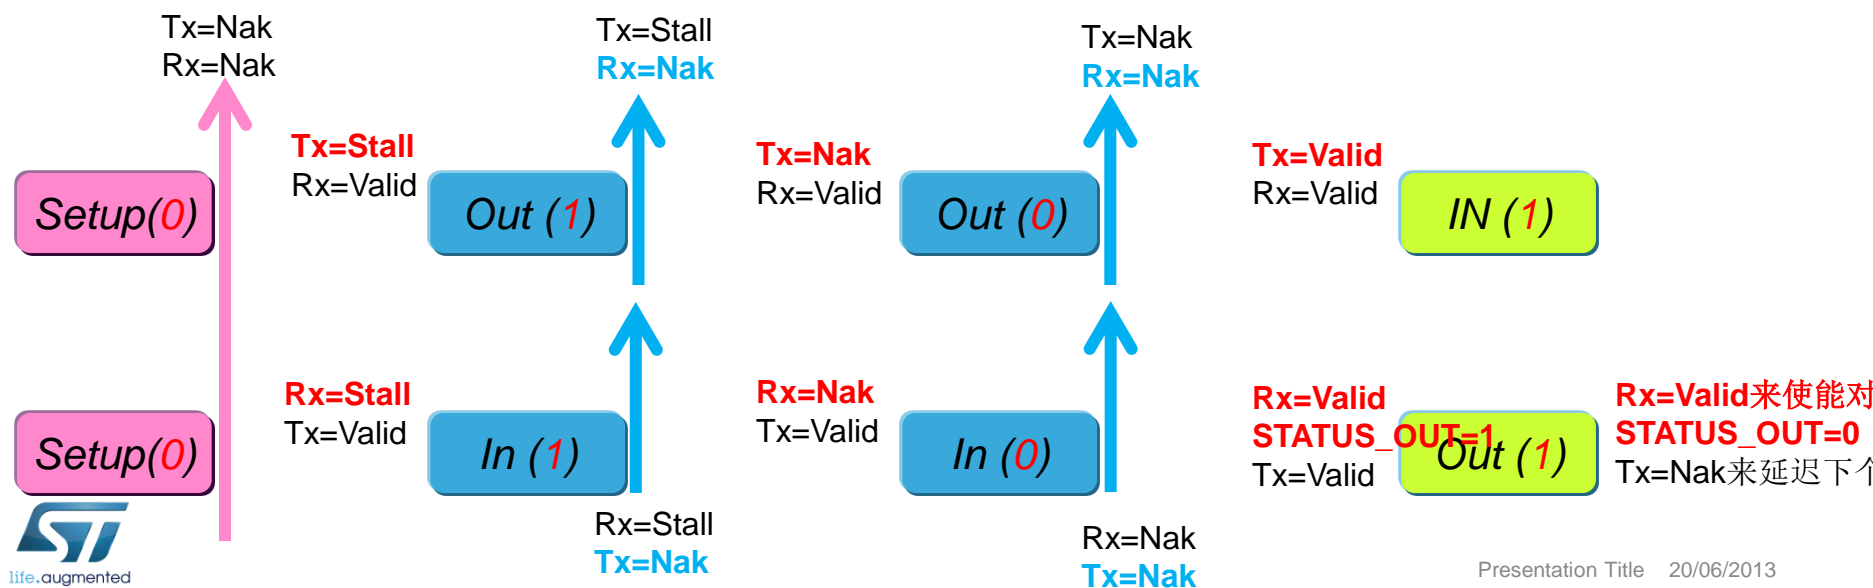 Tx=Nak
Rx=Nak
Tx=Stall
Rx=Nak
Tx=Nak
Rx=Nak
Setup(0)
Tx=Stall
Rx=Valid
Out (1)
Tx=Nak
Rx=Valid
Out (0)
Tx=Valid
Rx=Valid
IN (1)
Setup(0)
Rx=Stall
Tx=Valid
In (1)
Rx=Nak
Tx=Valid
In (0)
Rx=Valid
STATUS_OUT=1
Tx=Valid
Out (1)
Rx=Valid来使能对
STATUS_OUT=0
Tx=Nak来延迟下个
Rx=Stall
Tx=Nak
Rx=Nak
Tx=Nak
ST
life.augmented
Presentation Title 20/06/2013